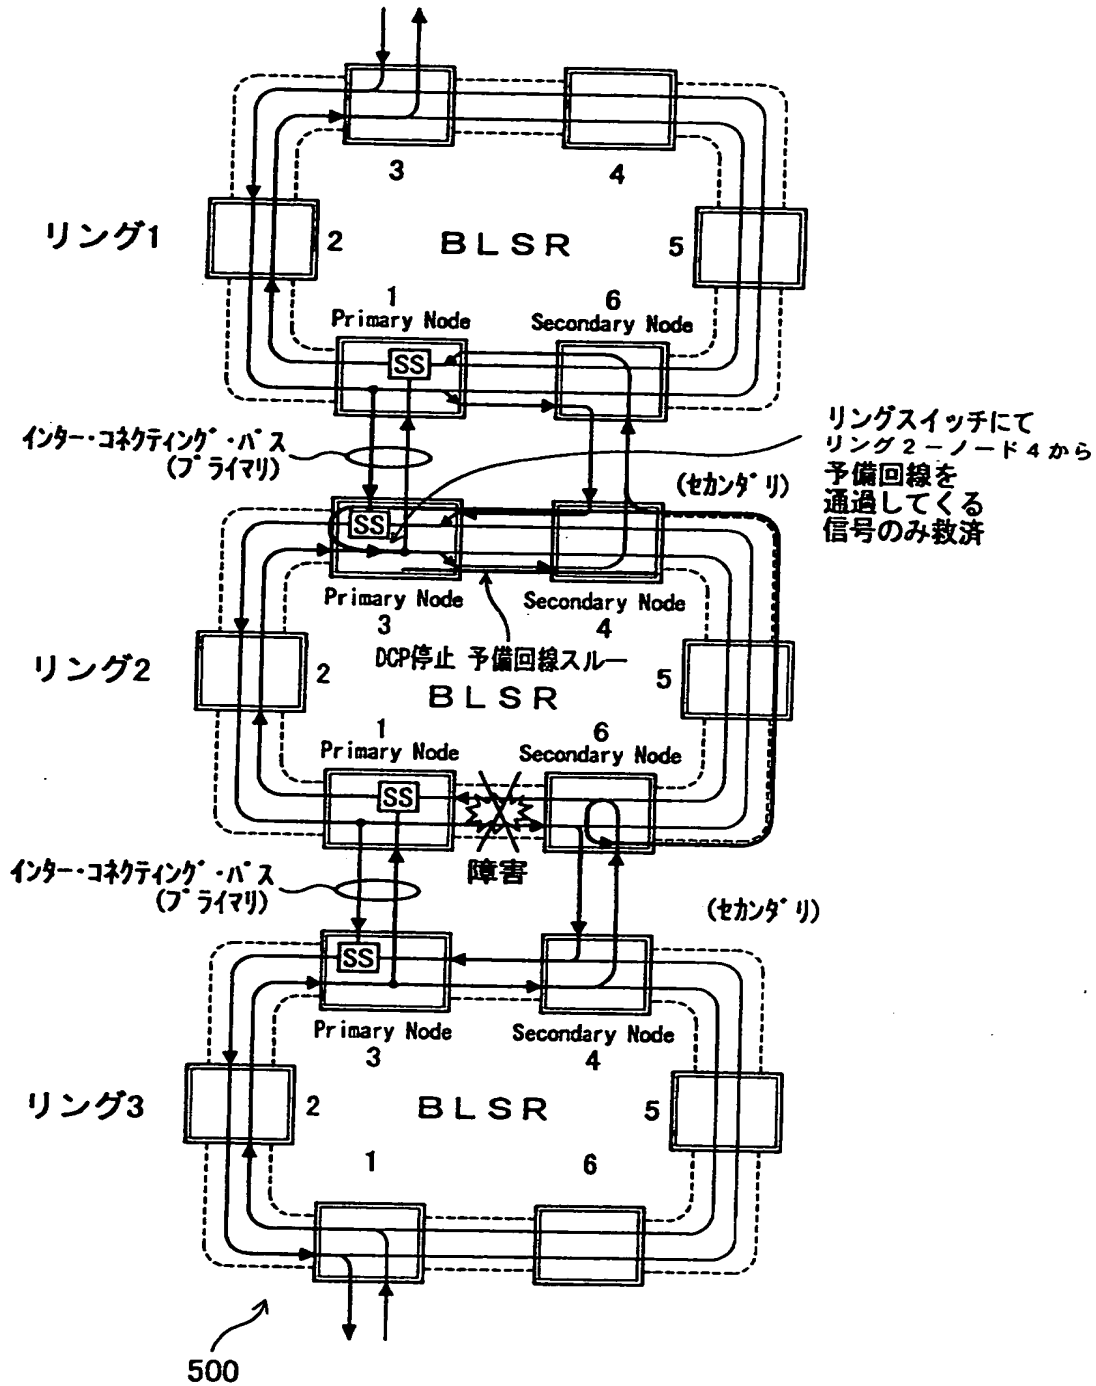 3
4
リング1
2
BLSR
5
1
Primary Node
6
Secondary Node
SS
インター・コネクティング・パス
(プライマリ)
(セカンダリ)
リングスイッチにて
リング2-ノード4から
予備回線を
通過してくる
信号のみ救済
SS
Primary Node
3
Secondary Node
4
DCP停止 予備回線スルー
リング2
2
BLSR
5
1
Primary Node
6
Secondary Node
SS
障害
インター・コネクティング・パス
(プライマリ)
(セカンダリ)
SS
Primary Node
3
Secondary Node
4
リング3
2
BLSR
5
1
6
500